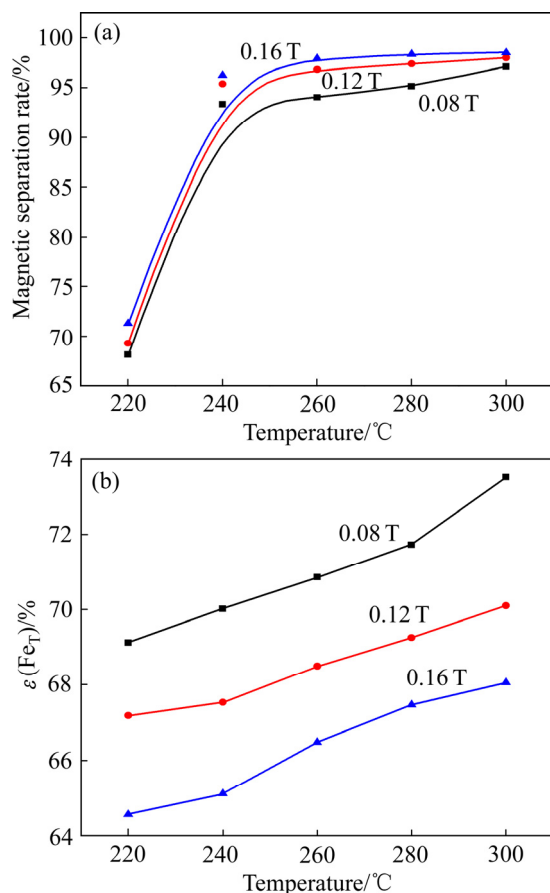 (a)
100
95
90
85
80
75
70
65
Magnetic separation rate/%
0.16 T
0.12 T
0.08 T
220 240 260 280 300
Temperature/℃
(b)
74
72
70
68
66
64
ε(Fe_T)/%
0.08 T
0.12 T
0.16 T
220 240 260 280 300
Temperature/℃